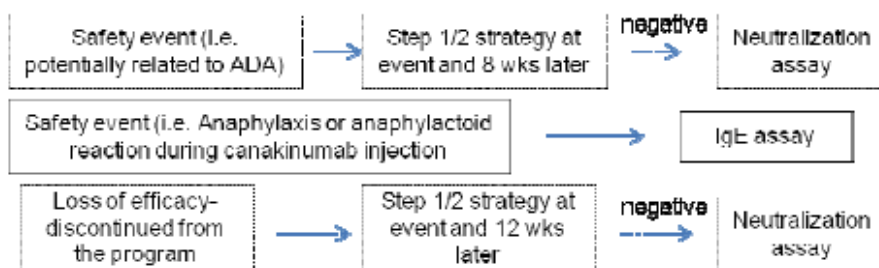 Safety event (I.e.
potentially related to ADA)
Step 1/2 strategy at
event and 8 wks later
negative
Neutralization
assay
Safety event (i.e. Anaphylaxis or anaphylactoid
reaction during canakinumab injection
IgE assay
Loss of efficacy-
discontinued from
the program
Step 1/2 strategy at
event and 12 wks
later
negative
Neutralization
assay